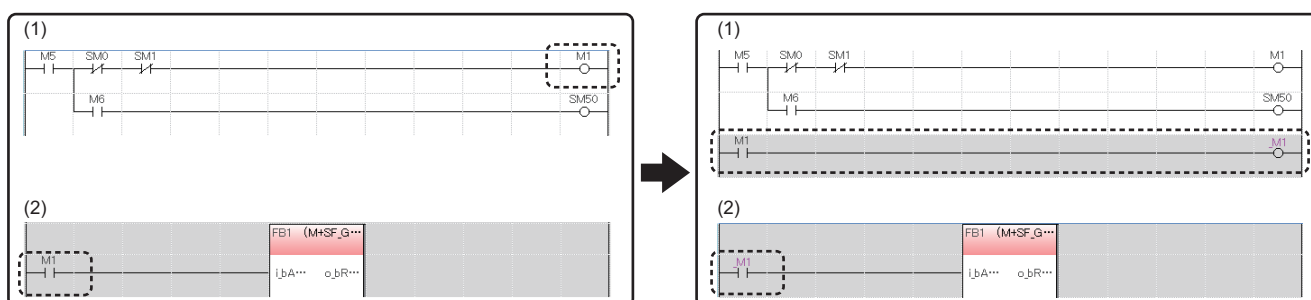 (1)
M5 SM0 SM1 M1
M6 SM50
(2)
FB1 (M+SF_G…
M1
i_bA… o_bR…
(1)
M5 SM0 SM1 M1
M6 SM50
M1 _M1
(2)
FB1 (M+SF_G…
_M1
i_bA… o_bR…